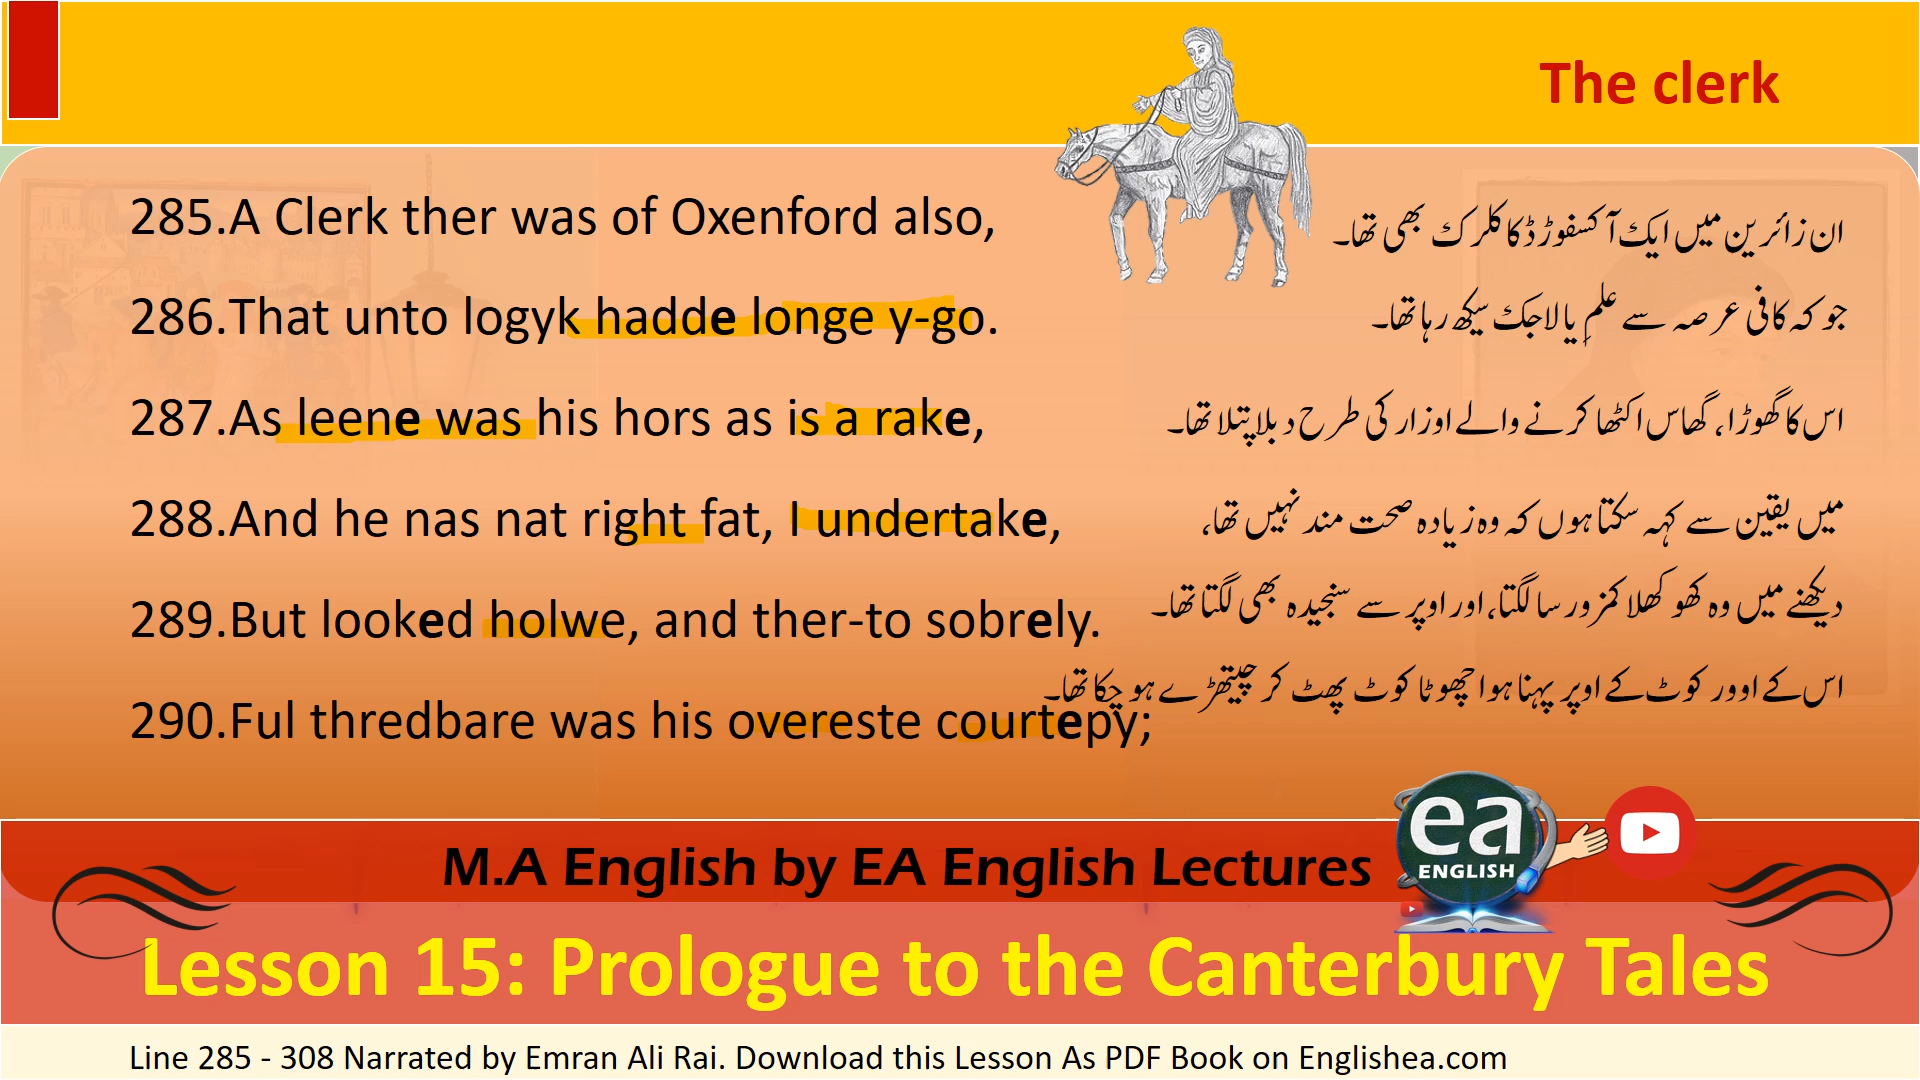 The clerk
285.A Clerk ther was of Oxenford also,
ان زائرین میں ایک آکسفورڈ کا کلرک بھی تھا۔
286.That unto logyk hadde longe y-go.
جو کہ کافی عرصہ سے علمِ یا لاجک سیکھ رہا تھا۔
287.As leene was his hors as is a rake,
اس کا گھوڑا، گھاس اکٹھا کرنے والے اوزار کی طرح دبلا پتلا تھا۔
288.And he nas nat right fat, I undertake,
میں یقین سے کہہ سکتا ہوں کہ وہ زیادہ صحت مند نہیں تھا،
289.But looked holwe, and ther-to sobrely.
دیکھنے میں وہ کھوکھلا کمزور سا لگتا، اور اوپر سے سنجیدہ بھی لگتا تھا۔
290.Ful thredbare was his overeste courtepy;
اس کے اوور کوٹ کے اوپر پہنا ہوا چھوٹا کوٹ پھٹ کر چیتھڑے ہو چکا تھا۔
M.A English by EA English Lectures
ea
ENGLISH
Lesson 15: Prologue to the Canterbury Tales
Line 285 - 308 Narrated by Emran Ali Rai. Download this Lesson As PDF Book on Englishea.com